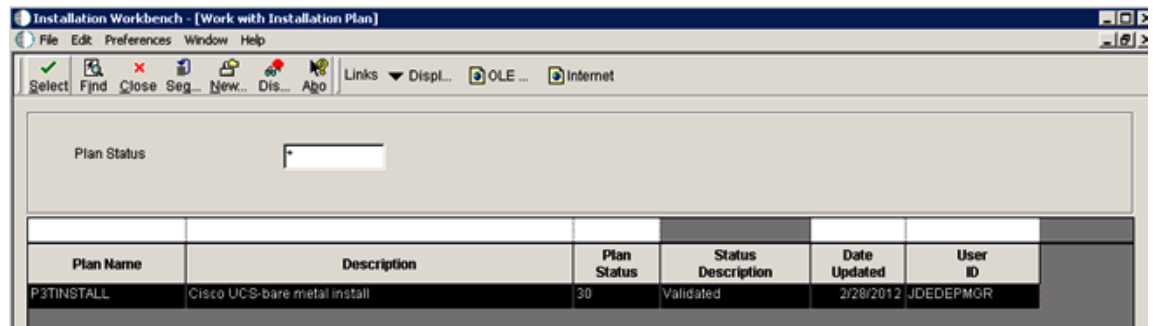 Installation Workbench - [Work with Installation Plan]
File Edit Preferences Window Help
Select Find Close Seg... New... Dis... Abo Links Displ... OLE ... Internet
Plan Status *
Plan Name Description Plan Status Status Description Date Updated User ID
P3TINSTALL Cisco UCS-bare metal install 30 Validated 2/28/2012 JDEDEPMGR